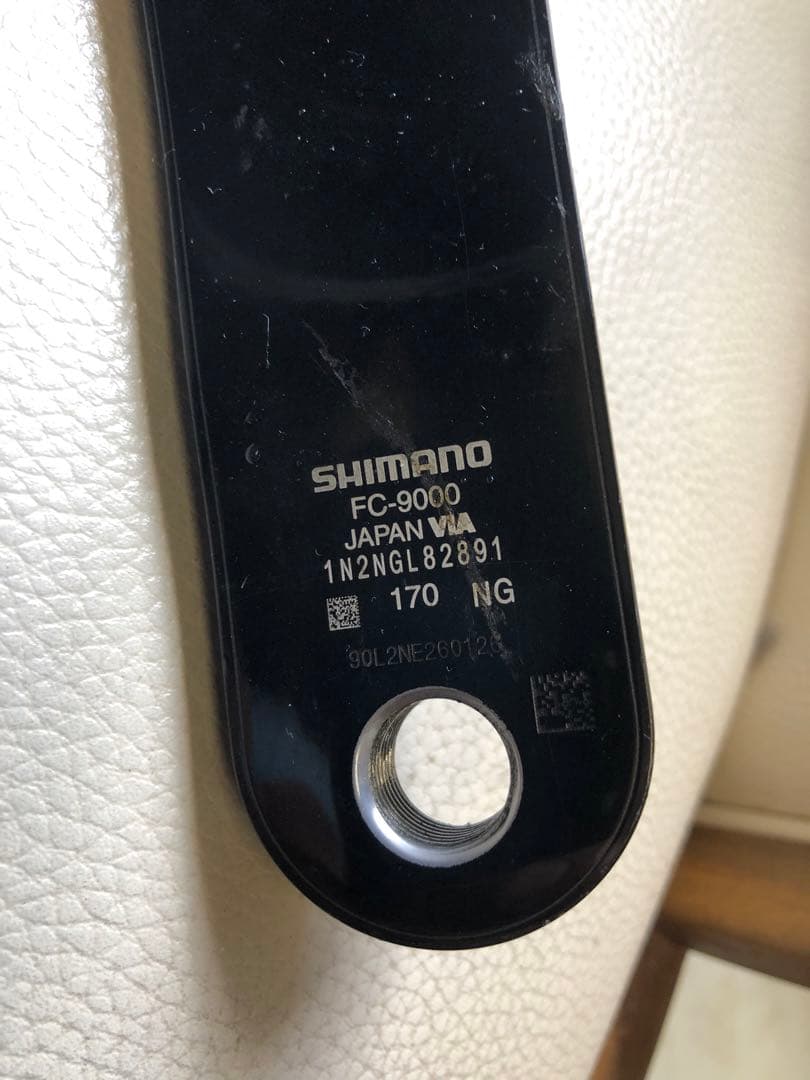 SHIMANO
FC-9000
JAPAN VIA
1N2NGL82891
170 NG